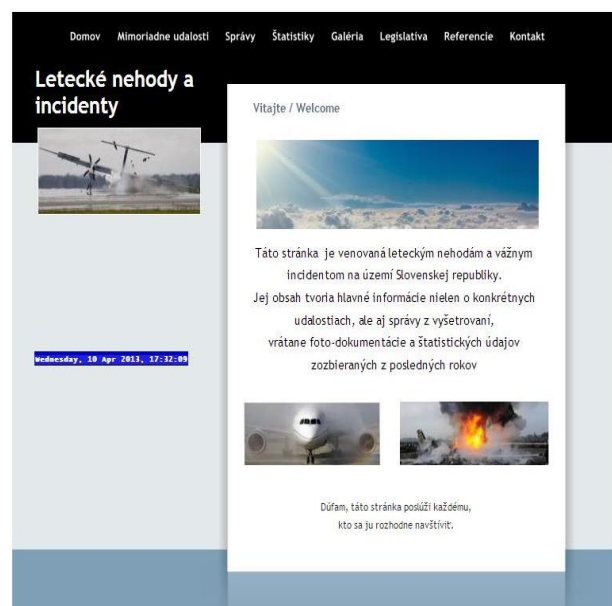 Domov Mimoriadne udalosti Správy Štatistiky Galéria Legislatíva Referencie Kontakt
Letecké nehody a
incidenty
Vitajte / Welcome
Táto stránka je venovaná leteckým nehodám a vážnym
incidentom na území Slovenskej republiky.
Jej obsah tvoria hlavné informácie nielen o konkrétnych
udalostiach, ale aj správy z vyšetrovaní,
vrátane foto-dokumentácie a štatistických údajov
zozbieraných z posledných rokov
Wednesday, 10 Apr 2013, 17:32:09
Dúfam, táto stránka poslúži každému,
kto sa ju rozhodne navštíviť.